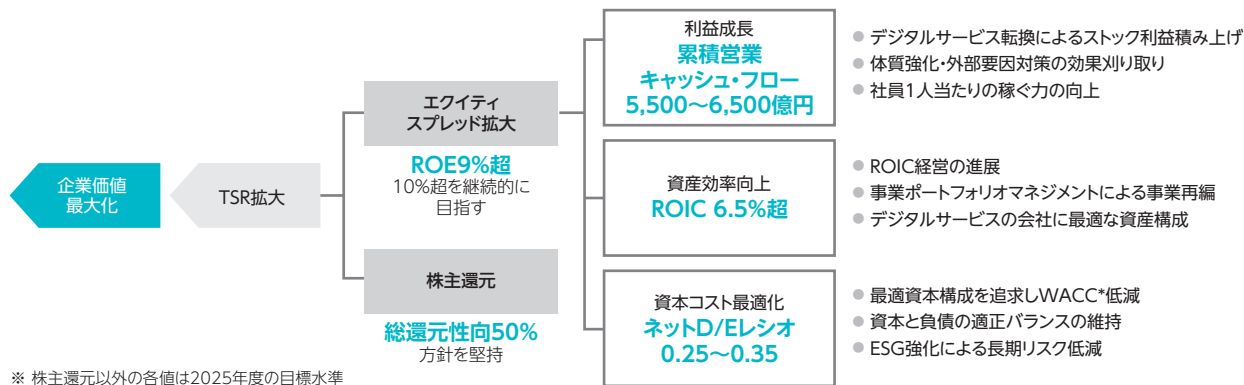 企業価値
最大化
TSR拡大
エクイティ
スプレッド拡大
ROE9%超
10%超を継続的に
目指す
株主還元
総還元性向50%
方針を堅持
利益成長
累積営業
キャッシュ・フロー
5,500～6,500億円
● デジタルサービス転換によるストック利益積み上げ
● 体質強化・外部要因対策の効果刈り取り
● 社員1人当たりの稼ぐ力の向上
資産効率向上
ROIC 6.5%超
● ROIC経営の進展
● 事業ポートフォリオマネジメントによる事業再編
● デジタルサービスの会社に最適な資産構成
資本コスト最適化
ネットD/Eレシオ
0.25～0.35
● 最適資本構成を追求しWACC*低減
● 資本と負債の適正バランスの維持
● ESG強化による長期リスク低減
※ 株主還元以外の各値は2025年度の目標水準